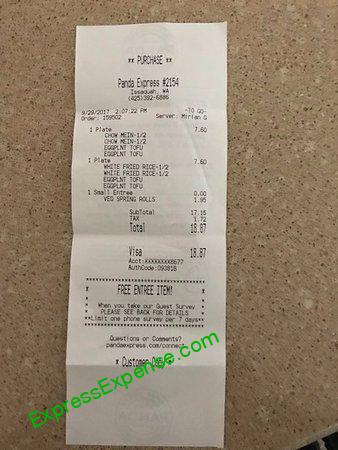 ** PURCHASE **
Panda Express #2154
Issaquah, WA
(425)392-6886
9/29/2017 2:07:22 PM -TO GO-
Order: 159502 Server: Mirian G
1 Plate 7.60
CHOW MEIN-1/2
CHOW MEIN-1/2
EGGPLNT TOFU
EGGPLNT TOFU
1 Plate 7.60
WHITE FRIED RICE-1/2
WHITE FRIED RICE-1/2
EGGPLNT TOFU
EGGPLNT TOFU
1 Small Entree 0.00
VEG SPRING ROLLS 1.95
SubTotal 17.15
TAX 1.72
Total 18.87
Visa 18.87
Acct:XXXXXXXX8677
AuthCode:09381B
FREE ENTREE ITEM!
When you take our Guest Survey
PLEASE SEE BACK FOR DETAILS
**Limit one phone survey per 7 days**
Questions or Comments?
pandaexpress.com/connect
* Customer Copy *
ExpressExpense.com